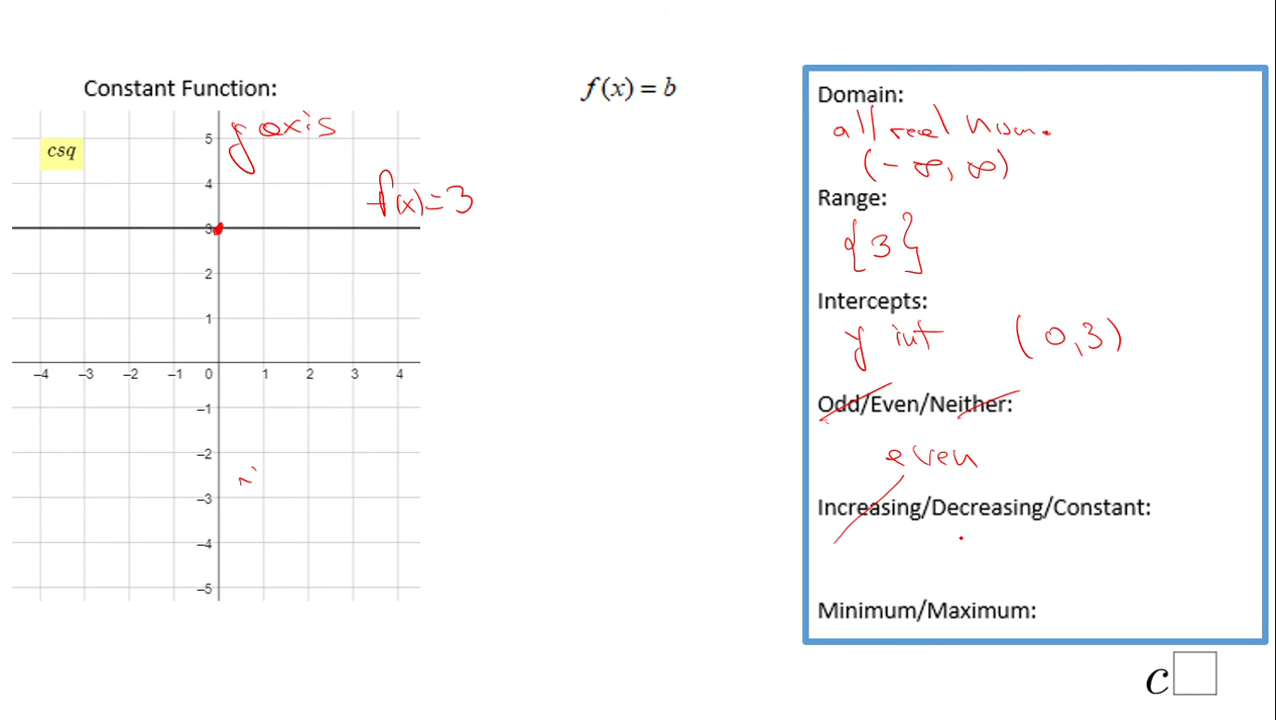 Constant Function:
f(x) = b
csq
y axis
f(x)=3
5
4
3
2
1
–4 –3 –2 –1 0 1 2 3 4
–1
–2
–3
–4
–5
Domain:
all real num.
(-∞, ∞)
Range:
{3}
Intercepts:
y int (0,3)
Odd/Even/Neither:
even
Increasing/Decreasing/Constant:
Minimum/Maximum:
c